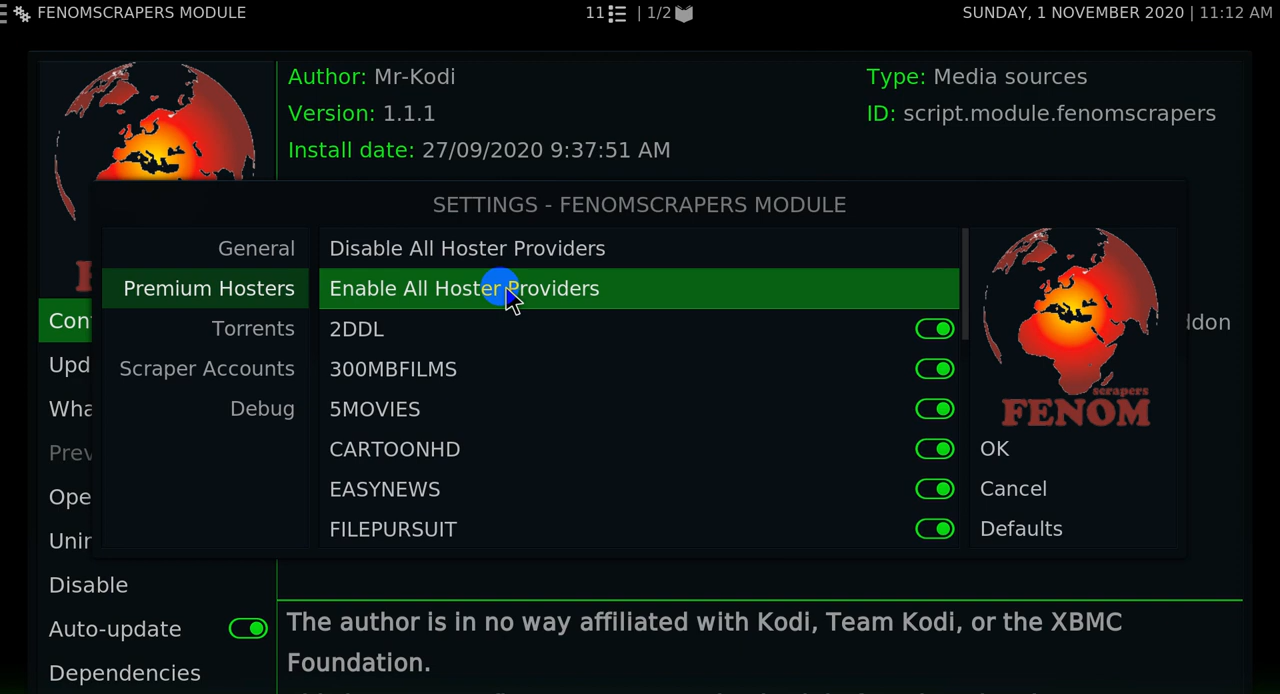 FENOMSCRAPERS MODULE
11 | 1/2
SUNDAY, 1 NOVEMBER 2020 | 11:12 AM
Author: Mr-Kodi
Type: Media sources
Version: 1.1.1
ID: script.module.fenomscrapers
Install date: 27/09/2020 9:37:51 AM
SETTINGS - FENOMSCRAPERS MODULE
General
Premium Hosters
Torrents
Scraper Accounts
Debug
Disable All Hoster Providers
Enable All Hoster Providers
2DDL
300MBFILMS
5MOVIES
CARTOONHD
EASYNEWS
FILEPURSUIT
scrapers
FENOM
OK
Cancel
Defaults
Disable
Auto-update
Dependencies
The author is in no way affiliated with Kodi, Team Kodi, or the XBMC
Foundation.